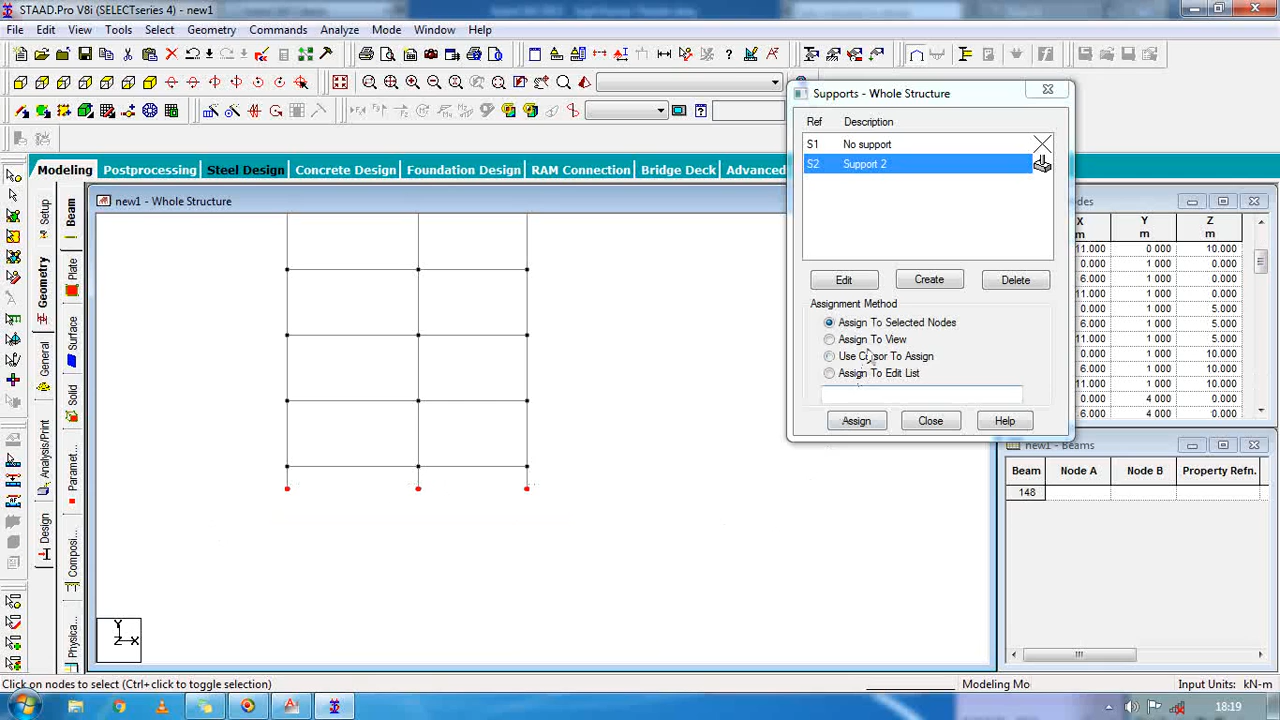 STAAD.Pro V8i (SELECTseries 4) - new1
File Edit View Tools Select Geometry Commands Analyze Mode Window Help
Modeling Postprocessing Steel Design Concrete Design Foundation Design RAM Connection Bridge Deck Advanced
new1 - Whole Structure
Setup
Geometry
General
Analysis/Print
Design
Beam
Plate
Surface
Solid
Paramet...
Composi...
Physica...
Supports - Whole Structure
Ref Description
S1 No support
S2 Support 2
Edit Create Delete
Assignment Method
Assign To Selected Nodes
Assign To View
Use Cursor To Assign
Assign To Edit List
Assign Close Help
X Y Z
m m m
11.000 0 000 10.000
0.000 1 000 0.000
6.000 1 000 0.000
11.000 1 000 0.000
0.000 1 000 5.000
6.000 1 000 5.000
11.000 1 000 5.000
0.000 1 000 10.000
6.000 1 000 10.000
11.000 1 000 10.000
0.000 4 000 0.000
6.000 4 000 0.000
new1 - Beams
Beam Node A Node B Property Refn.
148
Y
Z X
Click on nodes to select (Ctrl+click to toggle selection)
Modeling Mo
Input Units: kN-m
18:19